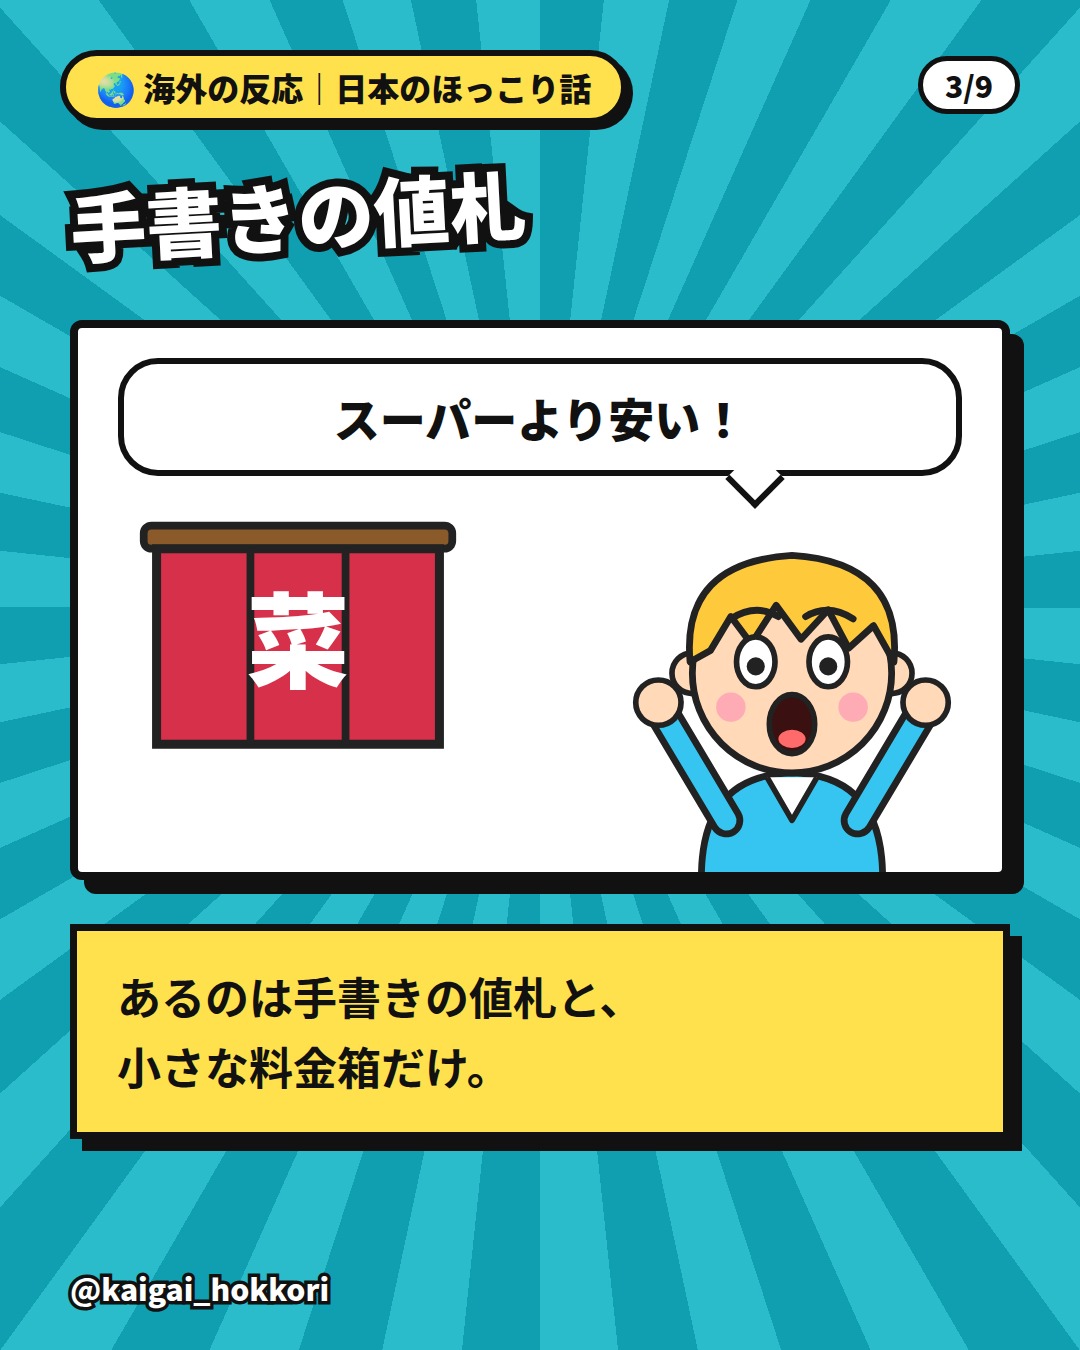 🌏 海外の反応｜日本のほっこり話
3/9
手書きの値札
スーパーより安い！
菜
あるのは手書きの値札と、
小さな料金箱だけ。
@kaigai_hokkori